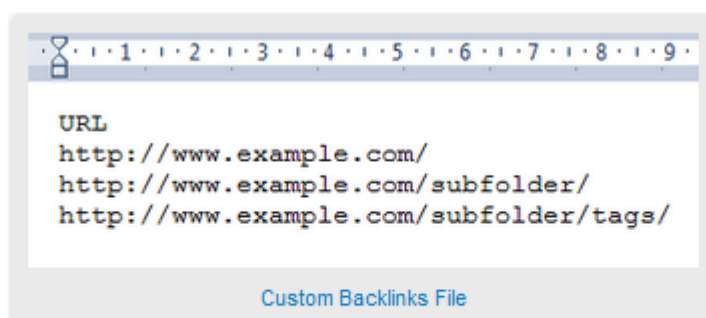 1 2 3 4 5 6 7 8 9
URL
http://www.example.com/
http://www.example.com/subfolder/
http://www.example.com/subfolder/tags/
Custom Backlinks File